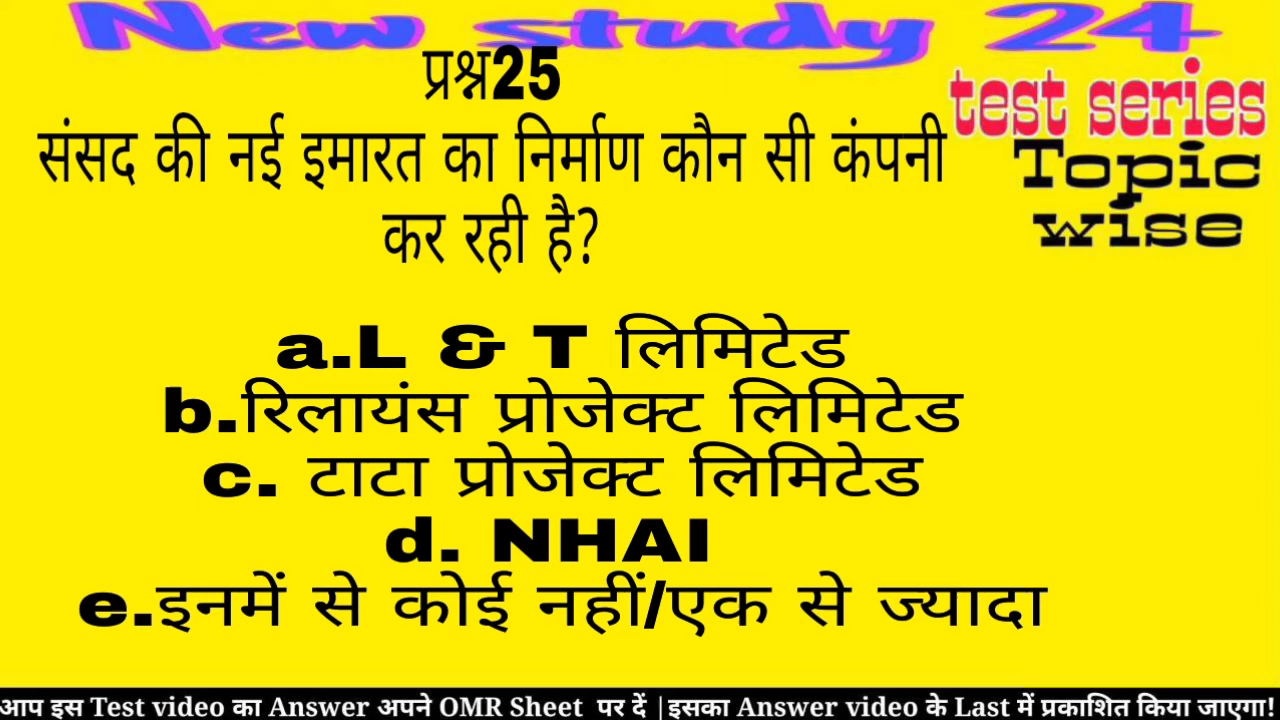 New study 24
प्रश्न25
test series
Topic
wise
संसद की नई इमारत का निर्माण कौन सी कंपनी
कर रही है?
a.L & T लिमिटेड
b.रिलायंस प्रोजेक्ट लिमिटेड
c. टाटा प्रोजेक्ट लिमिटेड
d. NHAI
e.इनमें से कोई नहीं/एक से ज्यादा
आप इस Test video का Answer अपने OMR Sheet पर दें |इसका Answer video के Last में प्रकाशित किया जाएगा!